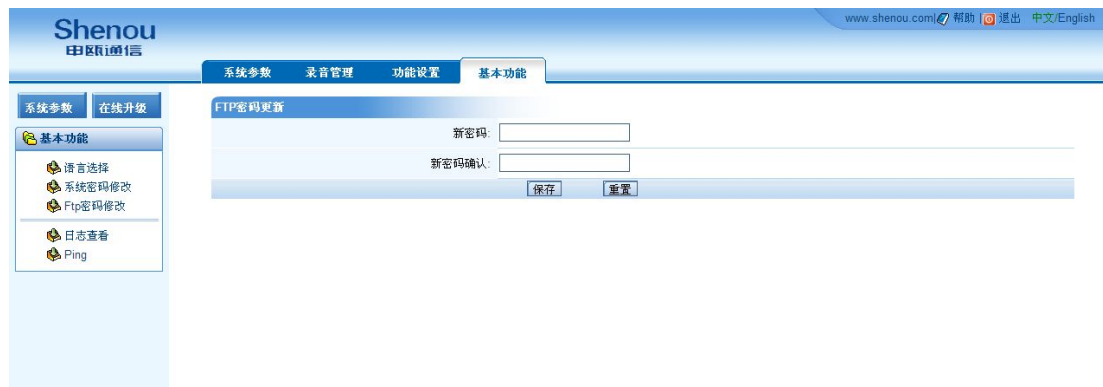 Shenou
申瓯通信
www.shenou.com|帮助|退出 中文/English
系统参数 录音管理 功能设置 基本功能
系统参数 在线升级
基本功能
语言选择
系统密码修改
Ftp密码修改
日志查看
Ping
FTP密码更新
新密码:
新密码确认:
保存 重置